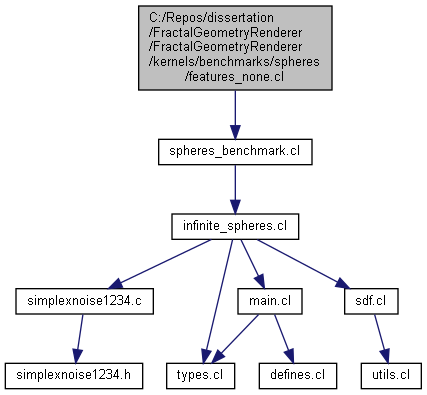 C:/Repos/dissertation
/FractalGeometryRenderer
/FractalGeometryRenderer
/kernels/benchmarks/spheres
/features_none.cl
spheres_benchmark.cl
infinite_spheres.cl
simplexnoise1234.c
main.cl
sdf.cl
simplexnoise1234.h
types.cl
defines.cl
utils.cl